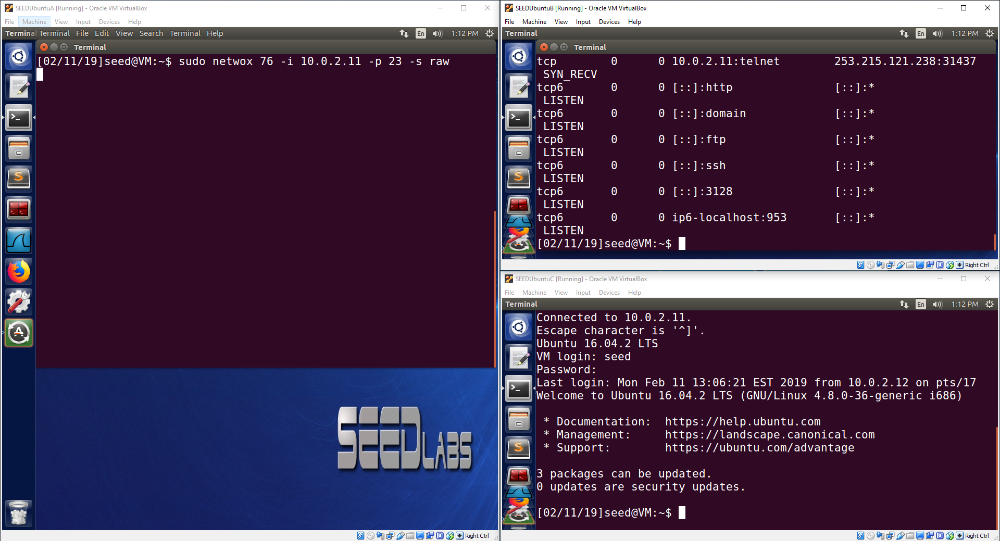 SEEDUbuntuA [Running] - Oracle VM VirtualBox
File Machine View Input Devices Help
Terminal Terminal File Edit View Search Terminal Help En 1:12 PM
Terminal
[02/11/19]seed@VM:~$ sudo netwox 76 -i 10.0.2.11 -p 23 -s raw
SEEDLABS
Right Ctrl
SEEDUbuntuB [Running] - Oracle VM VirtualBox
File Machine View Input Devices Help
Terminal En 1:12 PM
Terminal
tcp 0 0 10.0.2.11:telnet 253.215.121.238:31437
SYN_RECV
tcp6 0 0 [::]:http [::]:*
LISTEN
tcp6 0 0 [::]:domain [::]:*
LISTEN
tcp6 0 0 [::]:ftp [::]:*
LISTEN
tcp6 0 0 [::]:ssh [::]:*
LISTEN
tcp6 0 0 [::]:3128 [::]:*
LISTEN
tcp6 0 0 ip6-localhost:953 [::]:*
LISTEN
[02/11/19]seed@VM:~$
Right Ctrl
SEEDUbuntuC [Running] - Oracle VM VirtualBox
File Machine View Input Devices Help
Terminal En 1:12 PM
Connected to 10.0.2.11.
Escape character is '^]'.
Ubuntu 16.04.2 LTS
VM login: seed
Password:
Last login: Mon Feb 11 13:06:21 EST 2019 from 10.0.2.12 on pts/17
Welcome to Ubuntu 16.04.2 LTS (GNU/Linux 4.8.0-36-generic i686)
* Documentation: https://help.ubuntu.com
* Management: https://landscape.canonical.com
* Support: https://ubuntu.com/advantage
3 packages can be updated.
0 updates are security updates.
[02/11/19]seed@VM:~$
Right Ctrl